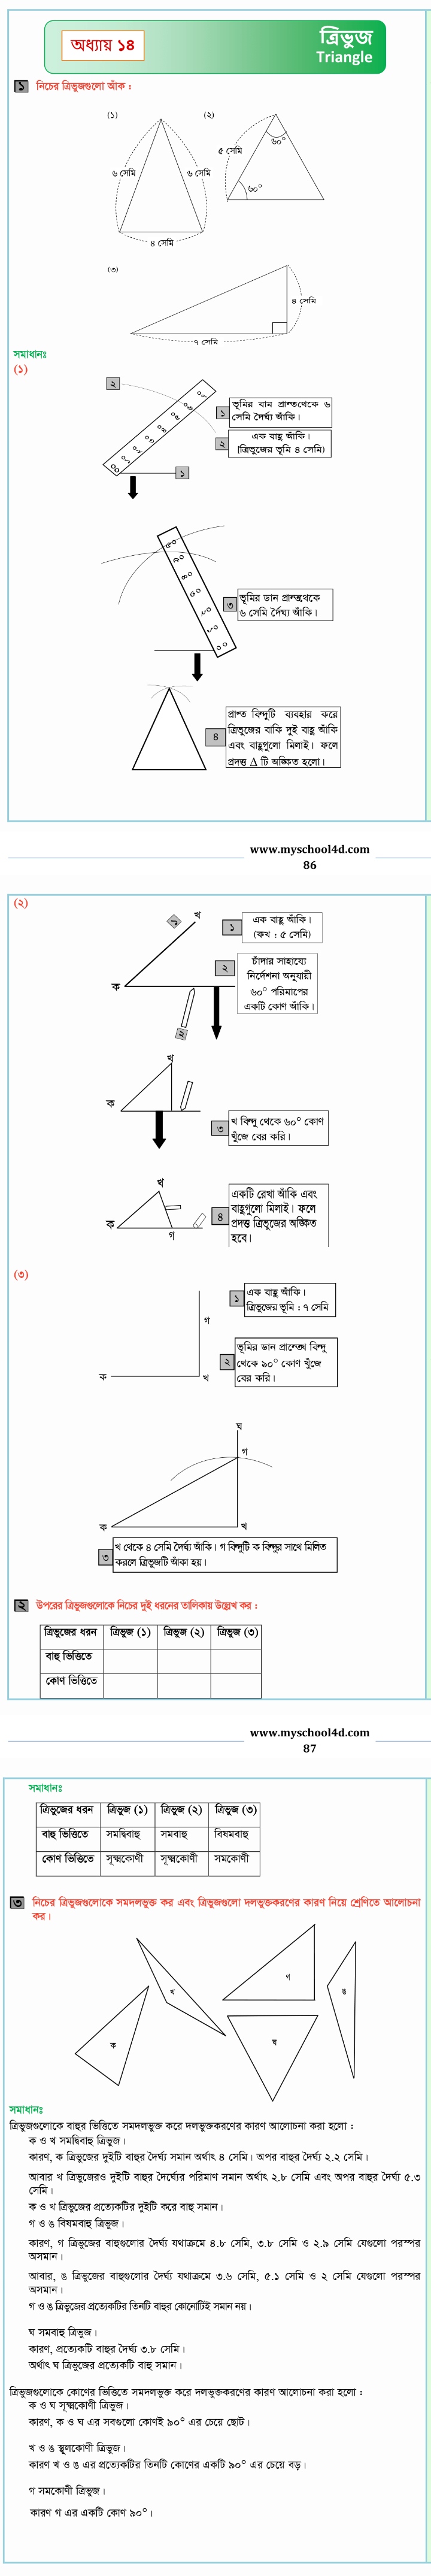 অধ্যায় ১৪
ত্রিভুজ
Triangle
১ নিচের ত্রিভুজগুলো আঁক :
(১)
(২)
৬ সেমি
৬ সেমি
৪ সেমি
৫ সেমি
৬০°
৬০°
(৩)
৪ সেমি
৭ সেমি
সমাধানঃ
(১)
২
১
১ ভূমির বাম প্রান্তথেকে ৬
সেমি দৈর্ঘ্য আঁকি।
২ এক বাহু আঁকি।
[ত্রিভুজের ভূমি ৪ সেমি)
৩ ভূমির ডান প্রান্তথেকে
৬ সেমি দৈর্ঘ্য আঁকি।
৪ প্রাপ্ত বিন্দুটি ব্যবহার করে
ত্রিভুজের বাকি দুই বাহু আঁকি
এবং বাহুগুলো মিলাই। ফলে
প্রদত্ত Δ টি অঙ্কিত হলো।
www.myschool4d.com
86
(২)
১
খ
ক
২
১ এক বাহু আঁকি।
(কখ : ৫ সেমি)
২ চাঁদার সাহায্যে
নির্দেশনা অনুযায়ী
৬০° পরিমাপের
একটি কোণ আঁকি।
খ
ক
৩ খ বিন্দু থেকে ৬০° কোণ
খুঁজে বের করি।
খ
ক
গ
৪ একটি রেখা আঁকি এবং
বাহুগুলো মিলাই। ফলে
প্রদত্ত ত্রিভুজের অঙ্কিত
হবে।
(৩)
গ
ক
খ
১ এক বাহু আঁকি।
ত্রিভুজের ভূমি : ৭ সেমি
২ ভূমির ডান প্রান্তেথ বিন্দু
থেকে ৯০° কোণ খুঁজে
বের করি।
ঘ
গ
ক
খ
৩ খ থেকে ৪ সেমি দৈর্ঘ্য আঁকি। গ বিন্দুটি ক বিন্দুর সাথে মিলিত
করলে ত্রিভুজটি আঁকা হয়।
২ উপরের ত্রিভুজগুলোকে নিচের দুই ধরনের তালিকায় উল্লেখ কর :
ত্রিভুজের ধরন ত্রিভুজ (১) ত্রিভুজ (২) ত্রিভুজ (৩)
বাহু ভিত্তিতে
কোণ ভিত্তিতে
www.myschool4d.com
87
সমাধানঃ
ত্রিভুজের ধরন ত্রিভুজ (১) ত্রিভুজ (২) ত্রিভুজ (৩)
বাহু ভিত্তিতে সমদ্বিবাহু সমবাহু বিষমবাহু
কোণ ভিত্তিতে সূক্ষ্মকোণী সূক্ষ্মকোণী সমকোণী
৩ নিচের ত্রিভুজগুলোকে সমদলভুক্ত কর এবং ত্রিভুজগুলো দলভুক্তকরণের কারণ নিয়ে শ্রেণিতে আলোচনা
কর।
ক
খ
গ
ঘ
ঙ
সমাধানঃ
ত্রিভুজগুলোকে বাহুর ভিত্তিতে সমদলভুক্ত করে দলভুক্তকরণের কারণ আলোচনা করা হলো :
ক ও খ সমদ্বিবাহু ত্রিভুজ।
কারণ, ক ত্রিভুজের দুইটি বাহুর দৈর্ঘ্য সমান অর্থাৎ ৪ সেমি। অপর বাহুর দৈর্ঘ্য ২.২ সেমি।
আবার খ ত্রিভুজেরও দুইটি বাহুর দৈর্ঘ্যের পরিমাণ সমান অর্থাৎ ২.৮ সেমি এবং অপর বাহুর দৈর্ঘ্য ৫.৩
সেমি।
ক ও খ ত্রিভুজের প্রত্যেকটির দুইটি করে বাহু সমান।
গ ও ঙ বিষমবাহু ত্রিভুজ।
কারণ, গ ত্রিভুজের বাহুগুলোর দৈর্ঘ্য যথাক্রমে ৪.৮ সেমি, ৩.৮ সেমি ও ২.৯ সেমি যেগুলো পরস্পর
অসমান।
আবার, ঙ ত্রিভুজের বাহুগুলোর দৈর্ঘ্য যথাক্রমে ৩.৬ সেমি, ৫.১ সেমি ও ২ সেমি যেগুলো পরস্পর
অসমান।
গ ও ঙ ত্রিভুজের প্রত্যেকটির তিনটি বাহুর কোনোটিই সমান নয়।
ঘ সমবাহু ত্রিভুজ।
কারণ, প্রত্যেকটি বাহুর দৈর্ঘ্য ৩.৮ সেমি।
অর্থাৎ ঘ ত্রিভুজের প্রত্যেকটি বাহু সমান।
ত্রিভুজগুলোকে কোণের ভিত্তিতে সমদলভুক্ত করে দলভুক্তকরণের কারণ আলোচনা করা হলো :
ক ও ঘ সূক্ষ্মকোণী ত্রিভুজ।
কারণ, ক ও ঘ এর সবগুলো কোণই ৯০° এর চেয়ে ছোট।
খ ও ঙ স্থূলকোণী ত্রিভুজ।
কারণ খ ও ঙ এর প্রত্যেকটির তিনটি কোণের একটি ৯০° এর চেয়ে বড়।
গ সমকোণী ত্রিভুজ।
কারণ গ এর একটি কোণ ৯০°।